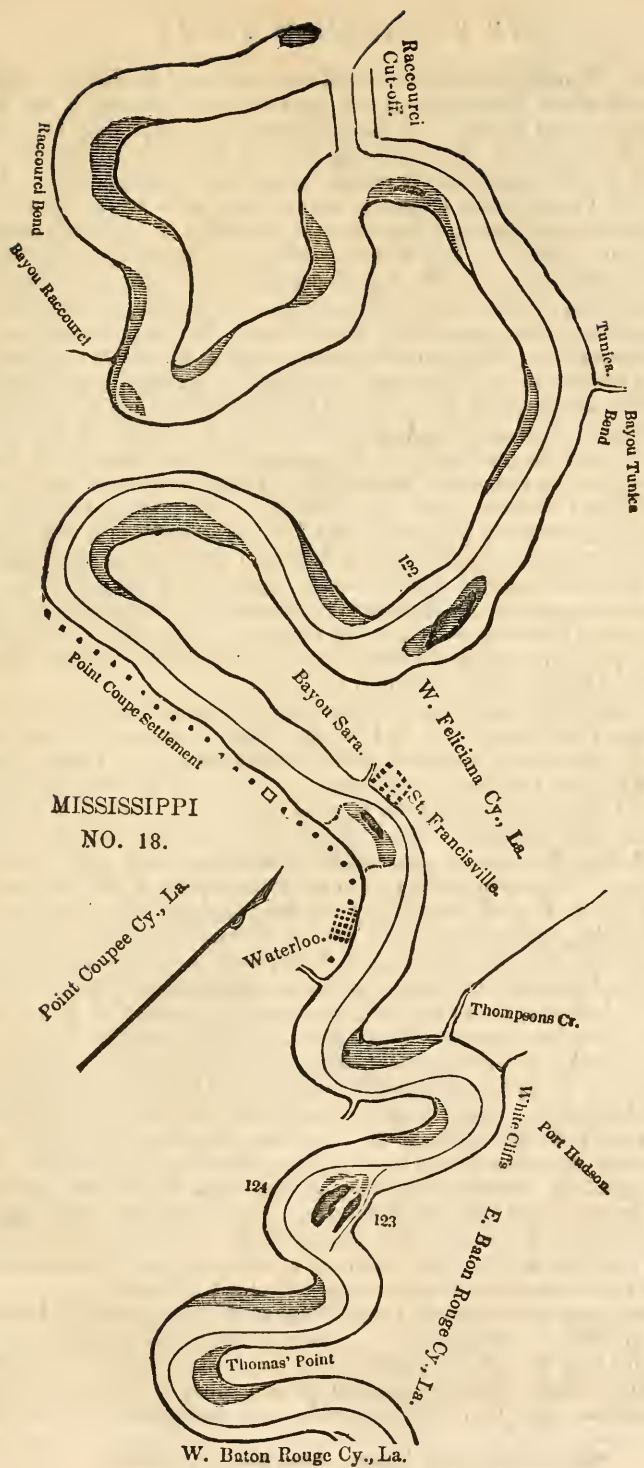 Raccourci
Cut-off.
Raccourci Bend
Bayou Raccourci
Tunica.
Bend
Bayou Tunica
122
Point Coupe Settlement
Bayou Sara.
W. Feliciana Cy., La.
St. Francisville.
MISSISSIPPI
NO. 18.
Point Coupee Cy., La.
Waterloo.
Thompsons Cr.
White Cliffs
Port Hudson.
124
123
E. Baton Rouge Cy., La.
Thomas' Point
W. Baton Rouge Cy., La.